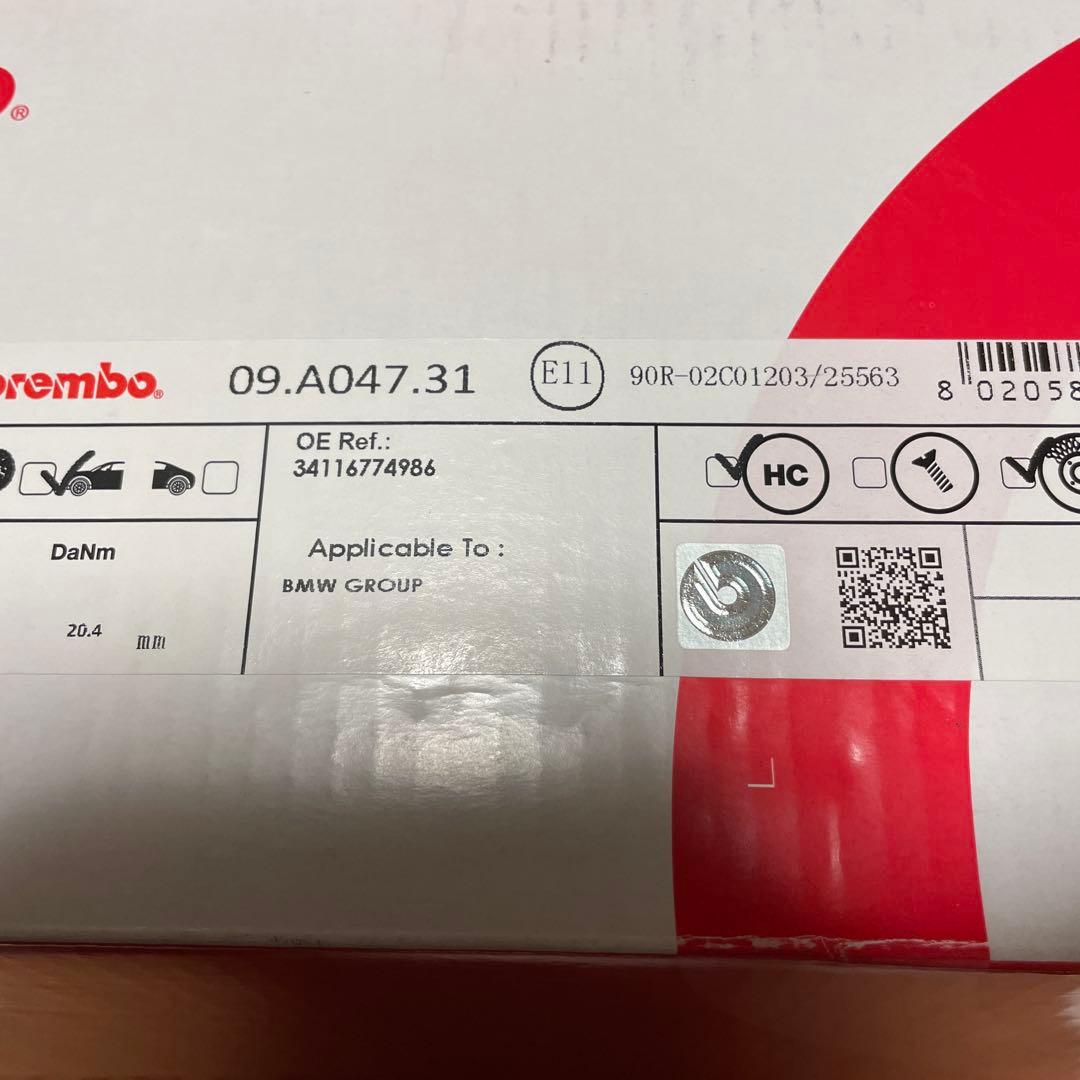 ®
brembo®
09.A047.31
E11
90R-02C01203/25563
8 02058
OE Ref.:
34116774986
HC
DaNm
Applicable To :
BMW GROUP
20.4 mm
L